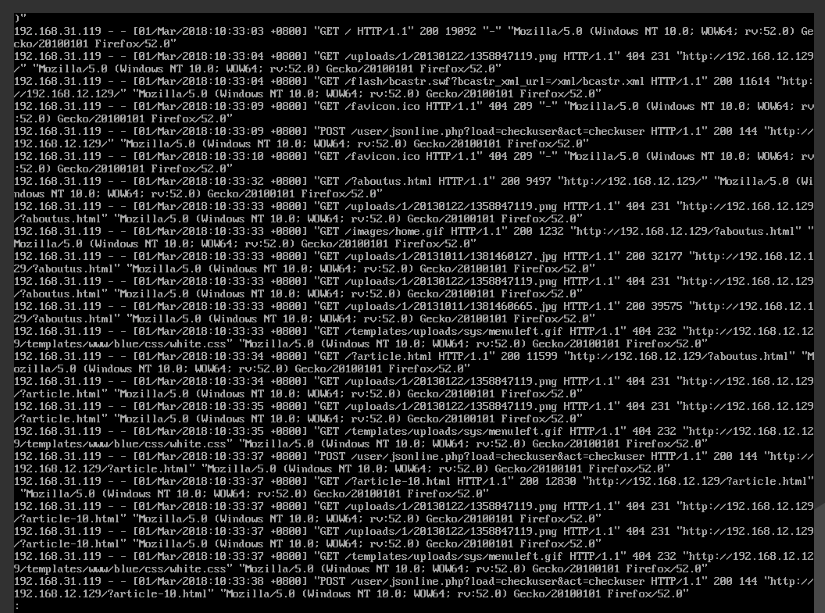 )"
192.168.31.119 - - [01/Mar/2018:10:33:03 +0800] "GET / HTTP/1.1" 200 19092 "-" "Mozilla/5.0 (Windows NT 10.0; WOW64; rv:52.0) Ge
cko/20100101 Firefox/52.0"
192.168.31.119 - - [01/Mar/2018:10:33:04 +0800] "GET /uploads/1/20130122/1358847119.png HTTP/1.1" 404 231 "http://192.168.12.129
/" "Mozilla/5.0 (Windows NT 10.0; WOW64; rv:52.0) Gecko/20100101 Firefox/52.0"
192.168.31.119 - - [01/Mar/2018:10:33:04 +0800] "GET /flash/bcastr.swf?bcastr_xml_url=/xml/bcastr.xml HTTP/1.1" 200 11614 "http:
//192.168.12.129/" "Mozilla/5.0 (Windows NT 10.0; WOW64; rv:52.0) Gecko/20100101 Firefox/52.0"
192.168.31.119 - - [01/Mar/2018:10:33:09 +0800] "GET /favicon.ico HTTP/1.1" 404 209 "-" "Mozilla/5.0 (Windows NT 10.0; WOW64; rv
:52.0) Gecko/20100101 Firefox/52.0"
192.168.31.119 - - [01/Mar/2018:10:33:09 +0800] "POST /user/jsonline.php?load=checkuser&act=checkuser HTTP/1.1" 200 144 "http://
192.168.12.129/" "Mozilla/5.0 (Windows NT 10.0; WOW64; rv:52.0) Gecko/20100101 Firefox/52.0"
192.168.31.119 - - [01/Mar/2018:10:33:10 +0800] "GET /favicon.ico HTTP/1.1" 404 209 "-" "Mozilla/5.0 (Windows NT 10.0; WOW64; rv
:52.0) Gecko/20100101 Firefox/52.0"
192.168.31.119 - - [01/Mar/2018:10:33:32 +0800] "GET /?aboutus.html HTTP/1.1" 200 9497 "http://192.168.12.129/" "Mozilla/5.0 (Wi
ndows NT 10.0; WOW64; rv:52.0) Gecko/20100101 Firefox/52.0"
192.168.31.119 - - [01/Mar/2018:10:33:33 +0800] "GET /uploads/1/20130122/1358847119.png HTTP/1.1" 404 231 "http://192.168.12.129
/?aboutus.html" "Mozilla/5.0 (Windows NT 10.0; WOW64; rv:52.0) Gecko/20100101 Firefox/52.0"
192.168.31.119 - - [01/Mar/2018:10:33:33 +0800] "GET /images/home.gif HTTP/1.1" 200 1232 "http://192.168.12.129/?aboutus.html" "
Mozilla/5.0 (Windows NT 10.0; WOW64; rv:52.0) Gecko/20100101 Firefox/52.0"
192.168.31.119 - - [01/Mar/2018:10:33:33 +0800] "GET /uploads/1/20131011/1381460127.jpg HTTP/1.1" 200 32177 "http://192.168.12.1
29/?aboutus.html" "Mozilla/5.0 (Windows NT 10.0; WOW64; rv:52.0) Gecko/20100101 Firefox/52.0"
192.168.31.119 - - [01/Mar/2018:10:33:33 +0800] "GET /uploads/1/20130122/1358847119.png HTTP/1.1" 404 231 "http://192.168.12.129
/?aboutus.html" "Mozilla/5.0 (Windows NT 10.0; WOW64; rv:52.0) Gecko/20100101 Firefox/52.0"
192.168.31.119 - - [01/Mar/2018:10:33:33 +0800] "GET /uploads/1/20131011/1381460665.jpg HTTP/1.1" 200 39575 "http://192.168.12.1
29/?aboutus.html" "Mozilla/5.0 (Windows NT 10.0; WOW64; rv:52.0) Gecko/20100101 Firefox/52.0"
192.168.31.119 - - [01/Mar/2018:10:33:33 +0800] "GET /templates/uploads/sys/menuleft.gif HTTP/1.1" 404 232 "http://192.168.12.12
9/templates/www/blue/css/white.css" "Mozilla/5.0 (Windows NT 10.0; WOW64; rv:52.0) Gecko/20100101 Firefox/52.0"
192.168.31.119 - - [01/Mar/2018:10:33:34 +0800] "GET /?article.html HTTP/1.1" 200 11599 "http://192.168.12.129/?aboutus.html" "M
ozilla/5.0 (Windows NT 10.0; WOW64; rv:52.0) Gecko/20100101 Firefox/52.0"
192.168.31.119 - - [01/Mar/2018:10:33:34 +0800] "GET /uploads/1/20130122/1358847119.png HTTP/1.1" 404 231 "http://192.168.12.129
/?article.html" "Mozilla/5.0 (Windows NT 10.0; WOW64; rv:52.0) Gecko/20100101 Firefox/52.0"
192.168.31.119 - - [01/Mar/2018:10:33:35 +0800] "GET /uploads/1/20130122/1358847119.png HTTP/1.1" 404 231 "http://192.168.12.129
/?article.html" "Mozilla/5.0 (Windows NT 10.0; WOW64; rv:52.0) Gecko/20100101 Firefox/52.0"
192.168.31.119 - - [01/Mar/2018:10:33:35 +0800] "GET /templates/uploads/sys/menuleft.gif HTTP/1.1" 404 232 "http://192.168.12.12
9/templates/www/blue/css/white.css" "Mozilla/5.0 (Windows NT 10.0; WOW64; rv:52.0) Gecko/20100101 Firefox/52.0"
192.168.31.119 - - [01/Mar/2018:10:33:37 +0800] "POST /user/jsonline.php?load=checkuser&act=checkuser HTTP/1.1" 200 144 "http://
192.168.12.129/?article.html" "Mozilla/5.0 (Windows NT 10.0; WOW64; rv:52.0) Gecko/20100101 Firefox/52.0"
192.168.31.119 - - [01/Mar/2018:10:33:37 +0800] "GET /?article-10.html HTTP/1.1" 200 12830 "http://192.168.12.129/?article.html"
 "Mozilla/5.0 (Windows NT 10.0; WOW64; rv:52.0) Gecko/20100101 Firefox/52.0"
192.168.31.119 - - [01/Mar/2018:10:33:37 +0800] "GET /uploads/1/20130122/1358847119.png HTTP/1.1" 404 231 "http://192.168.12.129
/?article-10.html" "Mozilla/5.0 (Windows NT 10.0; WOW64; rv:52.0) Gecko/20100101 Firefox/52.0"
192.168.31.119 - - [01/Mar/2018:10:33:37 +0800] "GET /uploads/1/20130122/1358847119.png HTTP/1.1" 404 231 "http://192.168.12.129
/?article-10.html" "Mozilla/5.0 (Windows NT 10.0; WOW64; rv:52.0) Gecko/20100101 Firefox/52.0"
192.168.31.119 - - [01/Mar/2018:10:33:37 +0800] "GET /templates/uploads/sys/menuleft.gif HTTP/1.1" 404 232 "http://192.168.12.12
9/templates/www/blue/css/white.css" "Mozilla/5.0 (Windows NT 10.0; WOW64; rv:52.0) Gecko/20100101 Firefox/52.0"
192.168.31.119 - - [01/Mar/2018:10:33:38 +0800] "POST /user/jsonline.php?load=checkuser&act=checkuser HTTP/1.1" 200 144 "http://
192.168.12.129/?article-10.html" "Mozilla/5.0 (Windows NT 10.0; WOW64; rv:52.0) Gecko/20100101 Firefox/52.0"
: